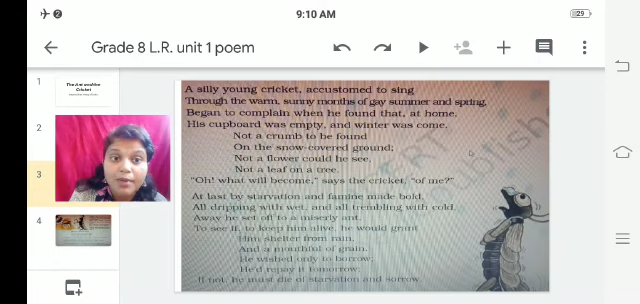 9:10 AM
29
Grade 8 L.R. unit 1 poem
1
The Ant and the
Cricket
2
3
4
A silly young cricket, accustomed to sing
Through the warm, sunny months of gay summer and spring,
Began to complain when he found that, at home,
His cupboard was empty, and winter was come.
Not a crumb to be found
On the snow-covered ground;
Not a flower could he see,
Not a leaf on a tree.
"Oh! what will become," says the cricket, "of me?"
At last by starvation and famine made bold,
All dripping with wet, and all trembling with cold,
Away he set off to a miserly ant,
To see if, to keep him alive, he would grant
Him shelter from rain,
And a mouthful of grain.
He wished only to borrow;
He'd repay it tomorrow;
If not, he must die of starvation and sorrow.